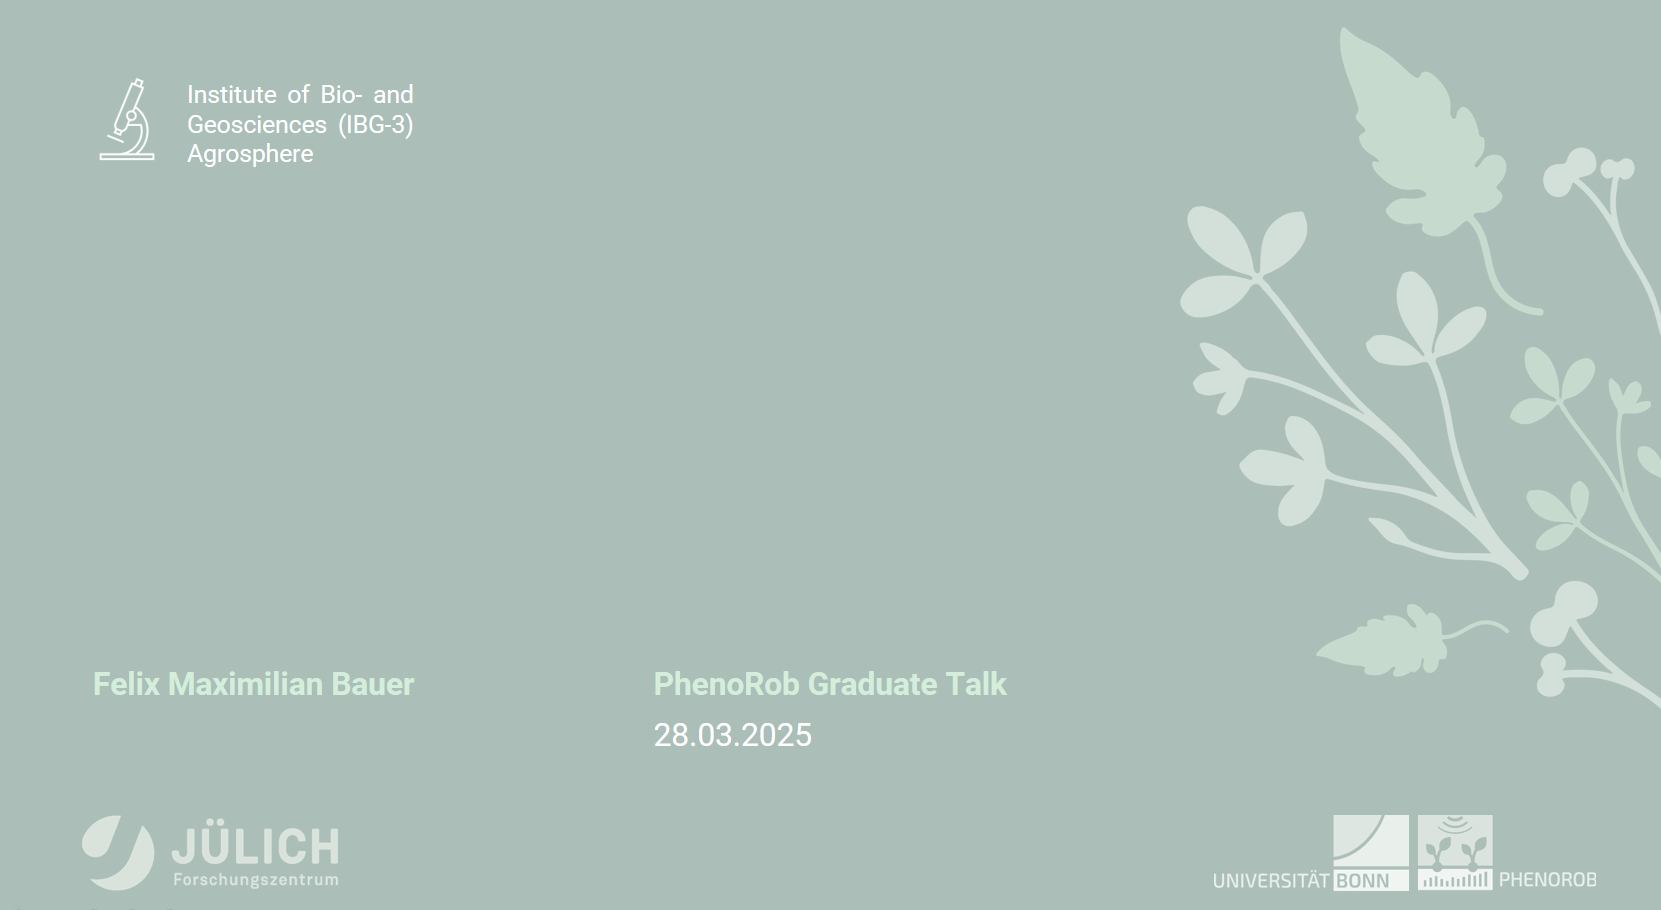 Institute of Bio- and
Geosciences (IBG-3)
Agrosphere
Felix Maximilian Bauer
PhenoRob Graduate Talk
28.03.2025
JÜLICH
Forschungszentrum
UNIVERSITÄT BONN
PHENOROB